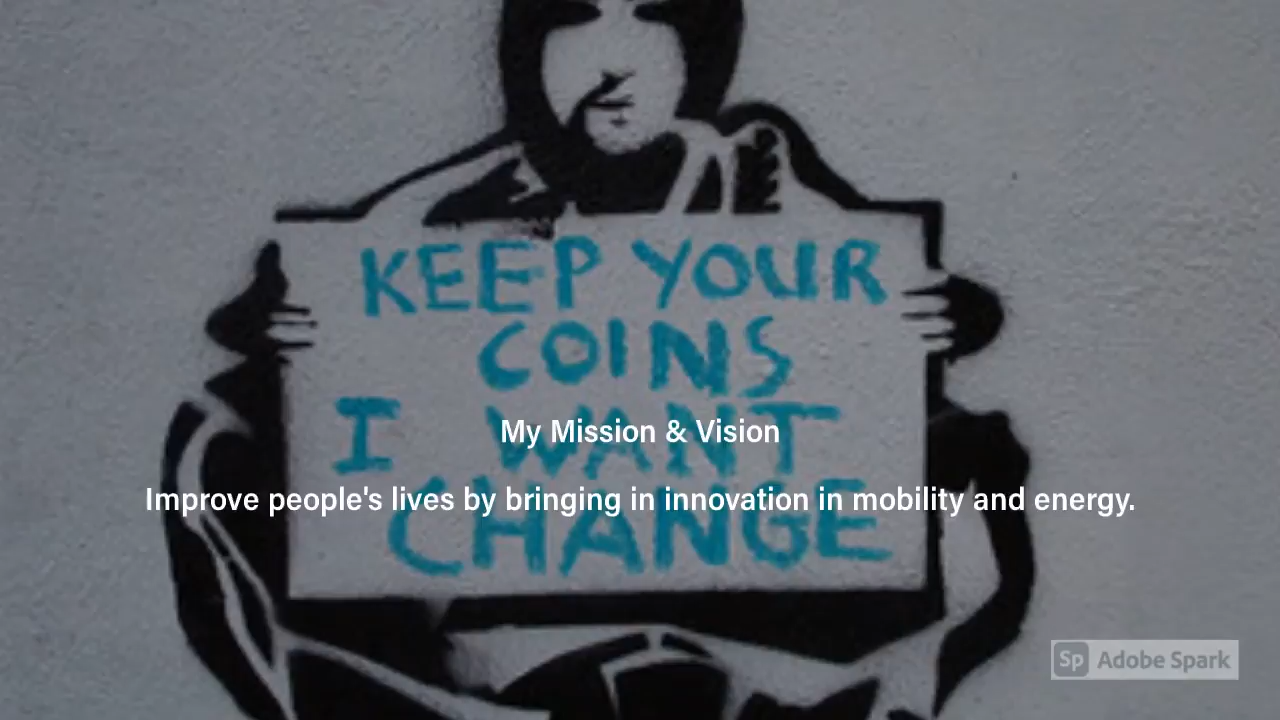 KEEP YOUR
COINS
I WANT
My Mission & Vision
Improve people's lives by bringing in innovation in mobility and energy.
CHANGE
Sp Adobe Spark